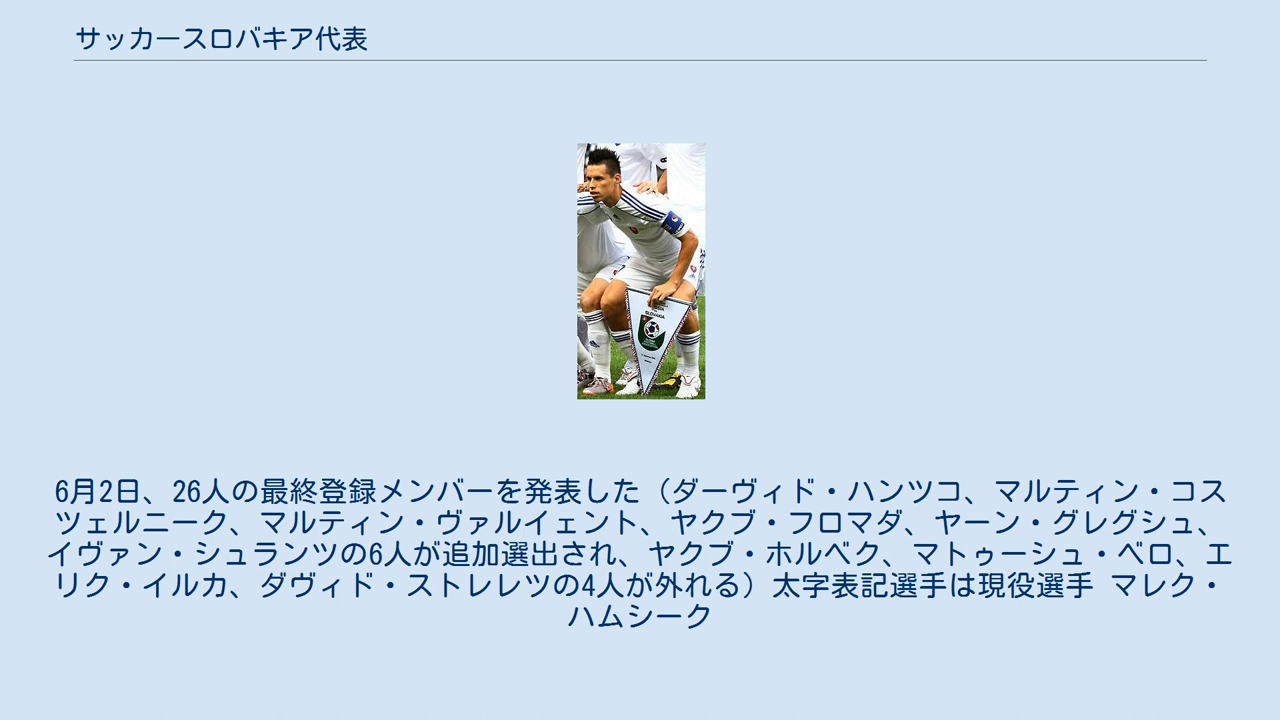 サッカースロバキア代表
SLOVAKIA
6月2日、26人の最終登録メンバーを発表した（ダーヴィド・ハンツコ、マルティン・コス
ツェルニーク、マルティン・ヴァルイェント、ヤクブ・フロマダ、ヤーン・グレグシュ、
イヴァン・シュランツの6人が追加選出され、ヤクブ・ホルベク、マトゥーシュ・ベロ、エ
リク・イルカ、ダヴィド・ストレレツの4人が外れる）太字表記選手は現役選手 マレク・
ハムシーク